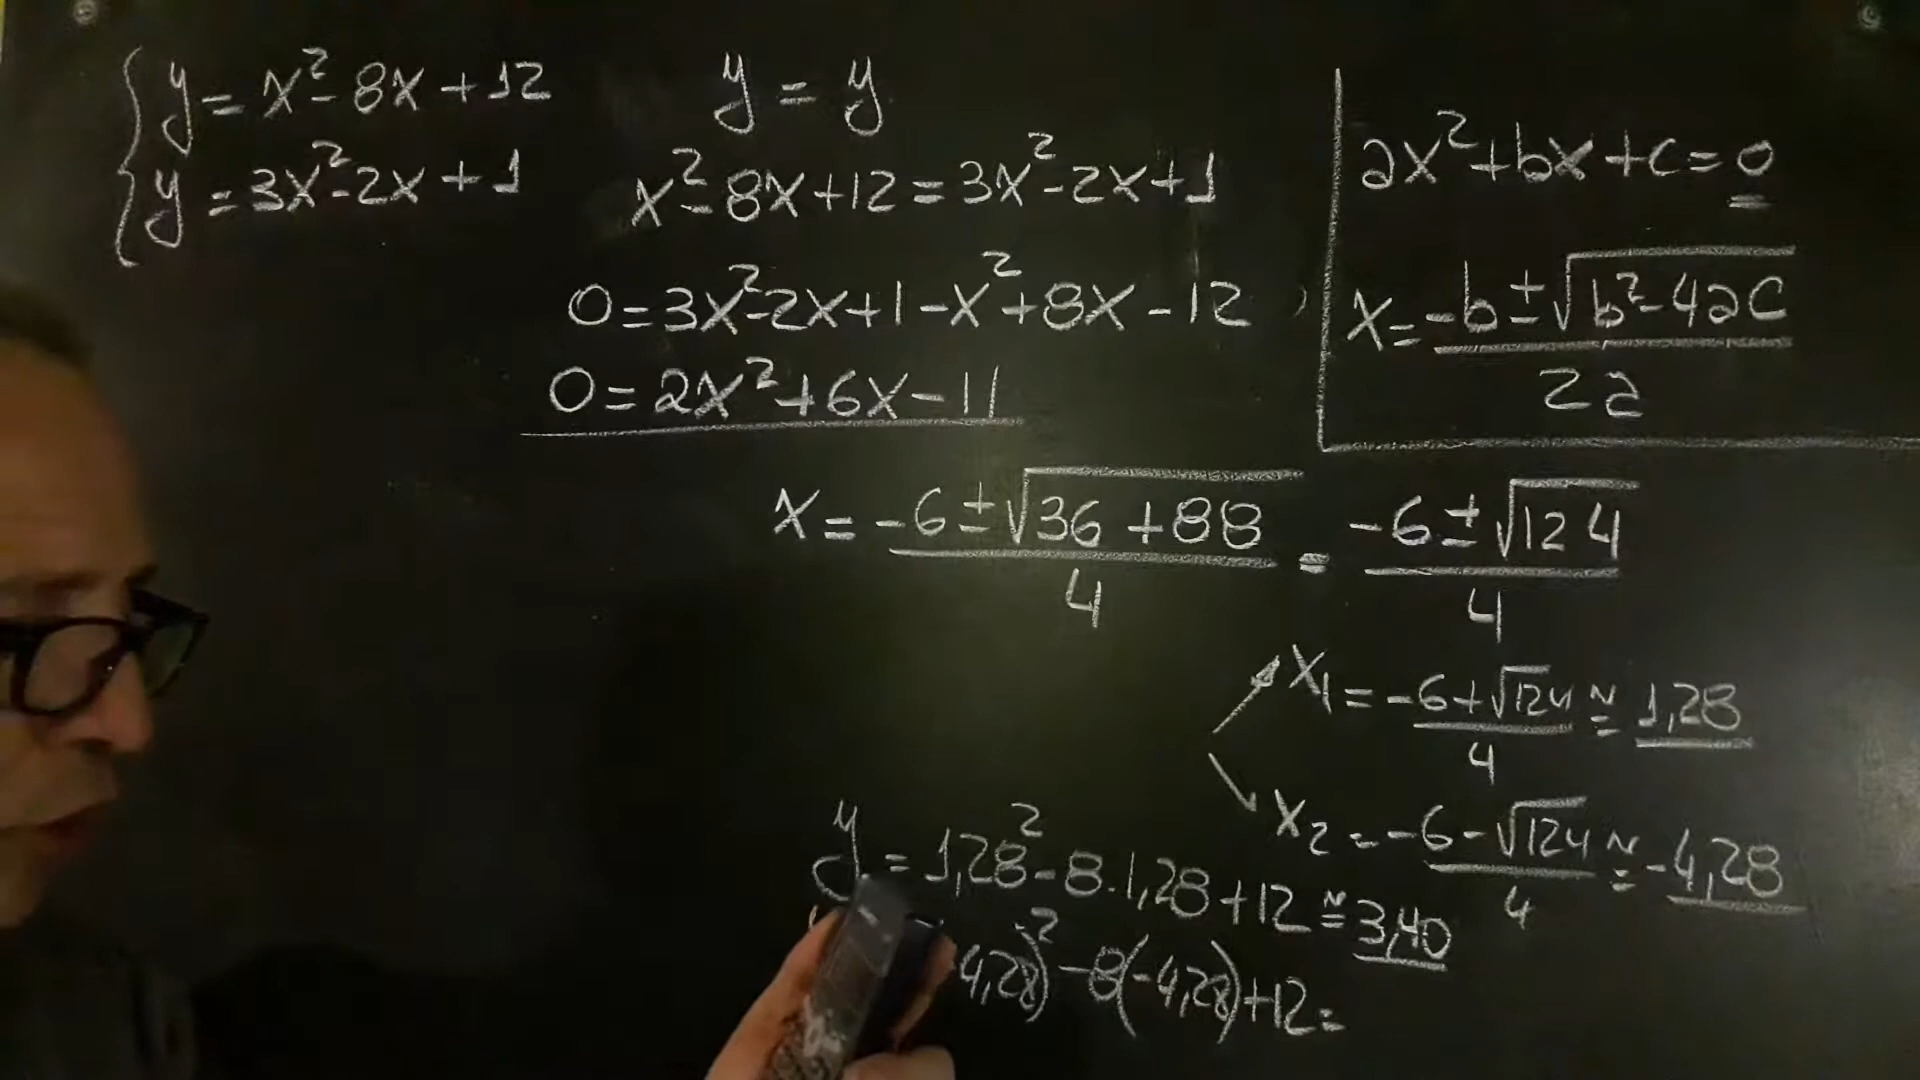 y = x² - 8x + 12
y = 3x² - 2x + 1
y = y
x² - 8x + 12 = 3x² - 2x + 1
0 = 3x² - 2x + 1 - x² + 8x - 12
0 = 2x² + 6x - 11
ax² + bx + c = 0
x = (-b ± √(b² - 4ac)) / 2a
x = (-6 ± √(36 + 88)) / 4 = (-6 ± √124) / 4
x₁ = (-6 + √124) / 4 ≅ 1,28
x₂ = (-6 - √124) / 4 ≅ -4,28
y = 1,28² - 8·1,28 + 12 ≅ 3,40
4,28)² - 8(-4,28) + 12 =